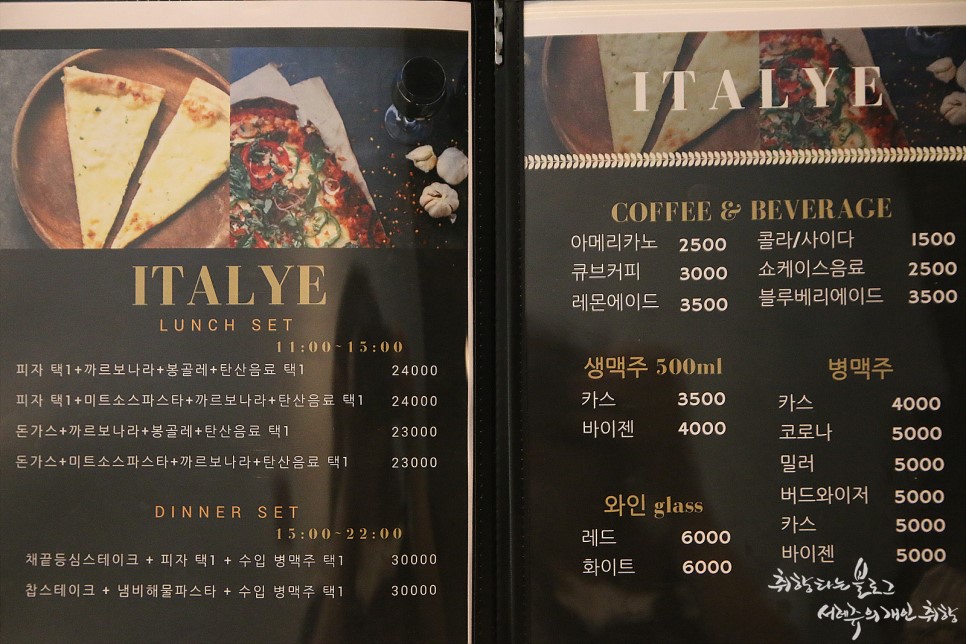 ITALYE
LUNCH SET
11:00~15:00
피자 택1+까르보나라+봉골레+탄산음료 택1 24000
피자 택1+미트소스파스타+까르보나라+탄산음료 택1 24000
돈가스+까르보나라+봉골레+탄산음료 택1 23000
돈가스+미트소스파스타+까르보나라+탄산음료 택1 23000
DINNER SET
15:00~22:00
채끝등심스테이크 + 피자 택1 + 수입 병맥주 택1 30000
찹스테이크 + 냄비해물파스타 + 수입 병맥주 택1 30000
ITALYE
COFFEE & BEVERAGE
아메리카노 2500
큐브커피 3000
레몬에이드 3500
콜라/사이다 1500
쇼케이스음료 2500
블루베리에이드 3500
생맥주 500ml
카스 3500
바이젠 4000
와인 glass
레드 6000
화이트 6000
병맥주
카스 4000
코로나 5000
밀러 5000
버드와이저 5000
카스 5000
바이젠 5000
취향타는 블로그
서레주의 개인 취향